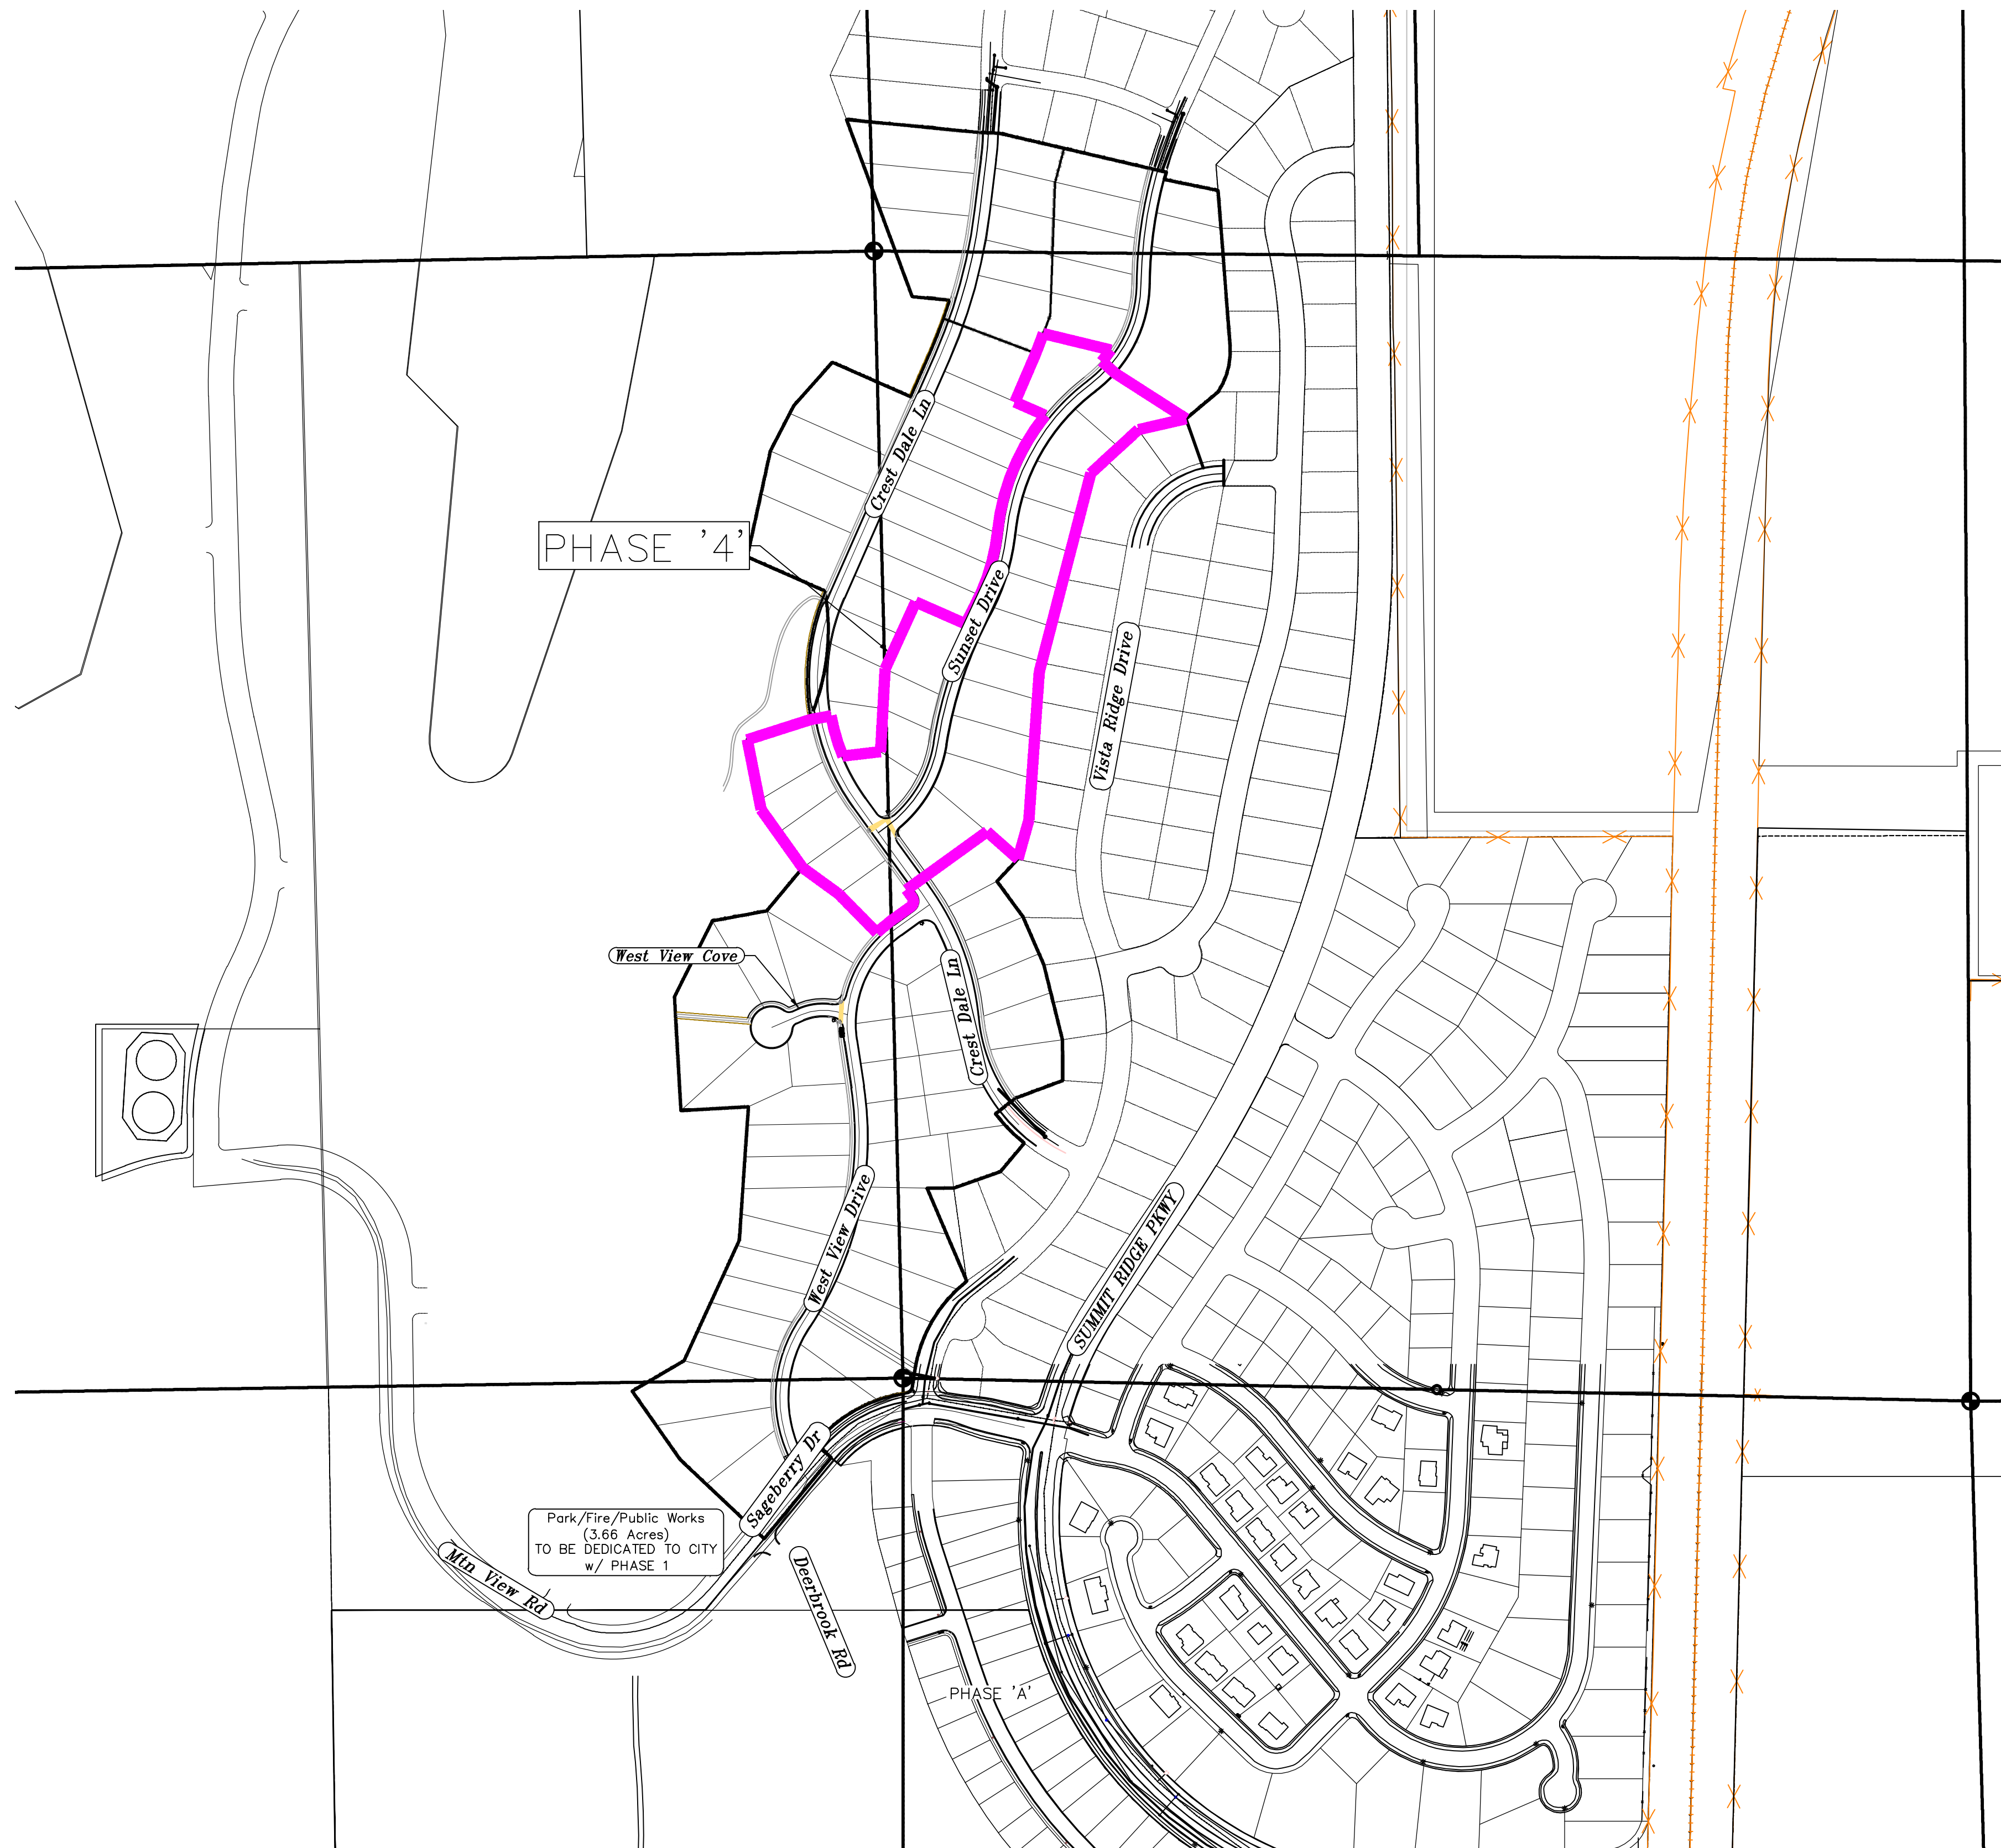 Crest Dale Ln
PHASE '4'
Sunset Drive
Vista Ridge Drive
West View Cove
Crest Dale Ln
West View Drive
SUMMIT RIDGE PKWY
Sageberry Dr
Park/Fire/Public Works
(3.66 Acres)
TO BE DEDICATED TO CITY
w/ PHASE 1
Mtn View Rd
Deerbrook Rd
PHASE 'A'